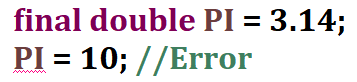 final double PI = 3.14;
PI = 10; //Error